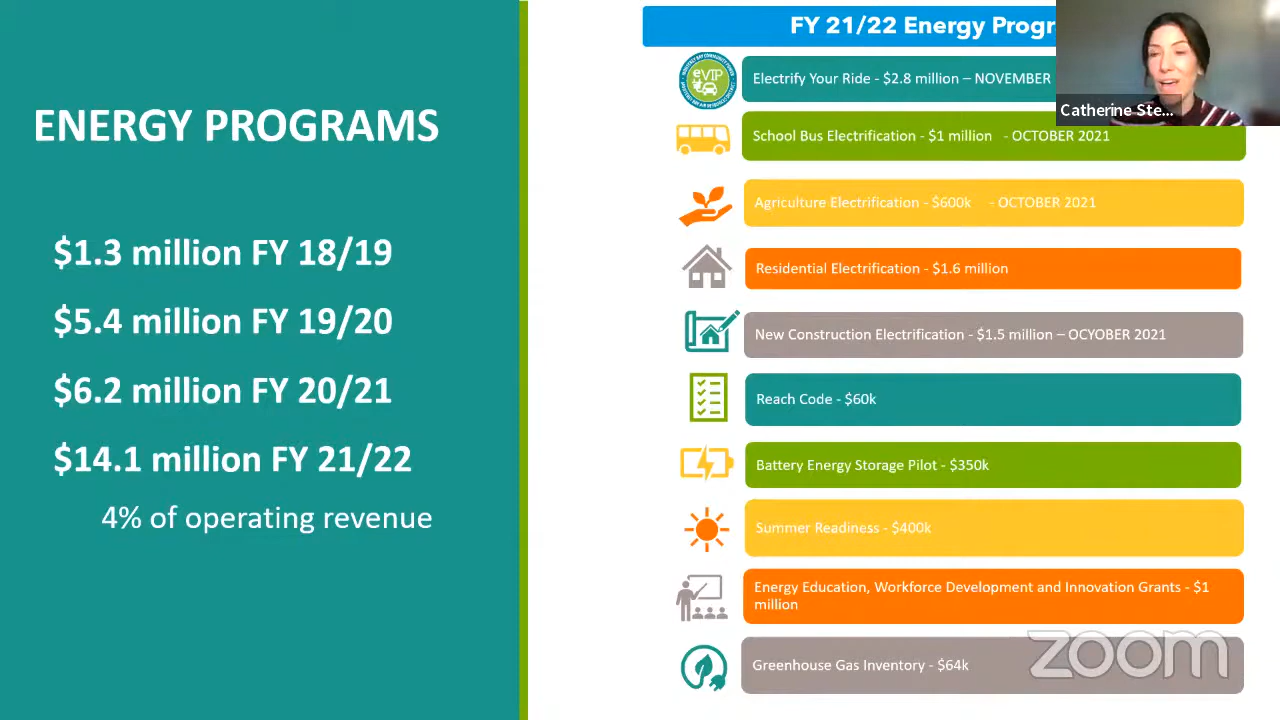 ENERGY PROGRAMS
$1.3 million FY 18/19
$5.4 million FY 19/20
$6.2 million FY 20/21
$14.1 million FY 21/22
4% of operating revenue
FY 21/22 Energy Progr
eVIP
Electrify Your Ride - $2.8 million – NOVEMBER
School Bus Electrification - $1 million - OCTOBER 2021
Agriculture Electrification - $600k - OCTOBER 2021
Residential Electrification - $1.6 million
New Construction Electrification - $1.5 million – OCYOBER 2021
Reach Code - $60k
Battery Energy Storage Pilot - $350k
Summer Readiness - $400k
Energy Education, Workforce Development and Innovation Grants - $1
million
Greenhouse Gas Inventory - $64k
Catherine Ste...
zoom